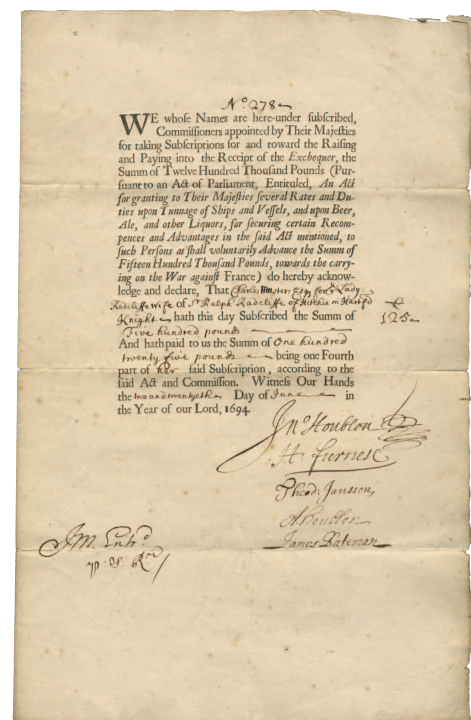 No. 278
WE whose Names are here-under subscribed,
Commissioners appointed by Their Majesties
for taking Subscriptions for and toward the Raising
and Paying into the Receipt of the Exchequer, the
Summ of Twelve Hundred Thousand Pounds (Pur-
suant to an Act of Parliament, Entituled, An Act
for granting to Their Majesties several Rates and Du-
ties upon Tunnage of Ships and Vessels, and upon Beer,
Ale, and other Liquors, for securing certain Recom-
pences and Advantages in the said Act mentioned, to
such Persons as shall voluntarily Advance the Summ of
Fifteen Hundred Thousand Pounds, towards the carry-
ing on the War against France) do hereby acknow-
ledge and declare, That Charles Esq for ye Lady
Radcliffe wife of Sr Ralph Radcliffe of Hitchin in Hartfd
Knight hath this day Subscribed the Summ of
125
Five hundred pounds
And hath paid to us the Summ of One hundred
twenty five pounds being one Fourth
part of her said Subscription, according to the
said Act and Commission. Witness Our Hands
the two and twentyeth Day of June in
the Year of our Lord, 1694.
Jno Houblon
H. Furnese
Theod: Janssen
A Houblon
James Bateman